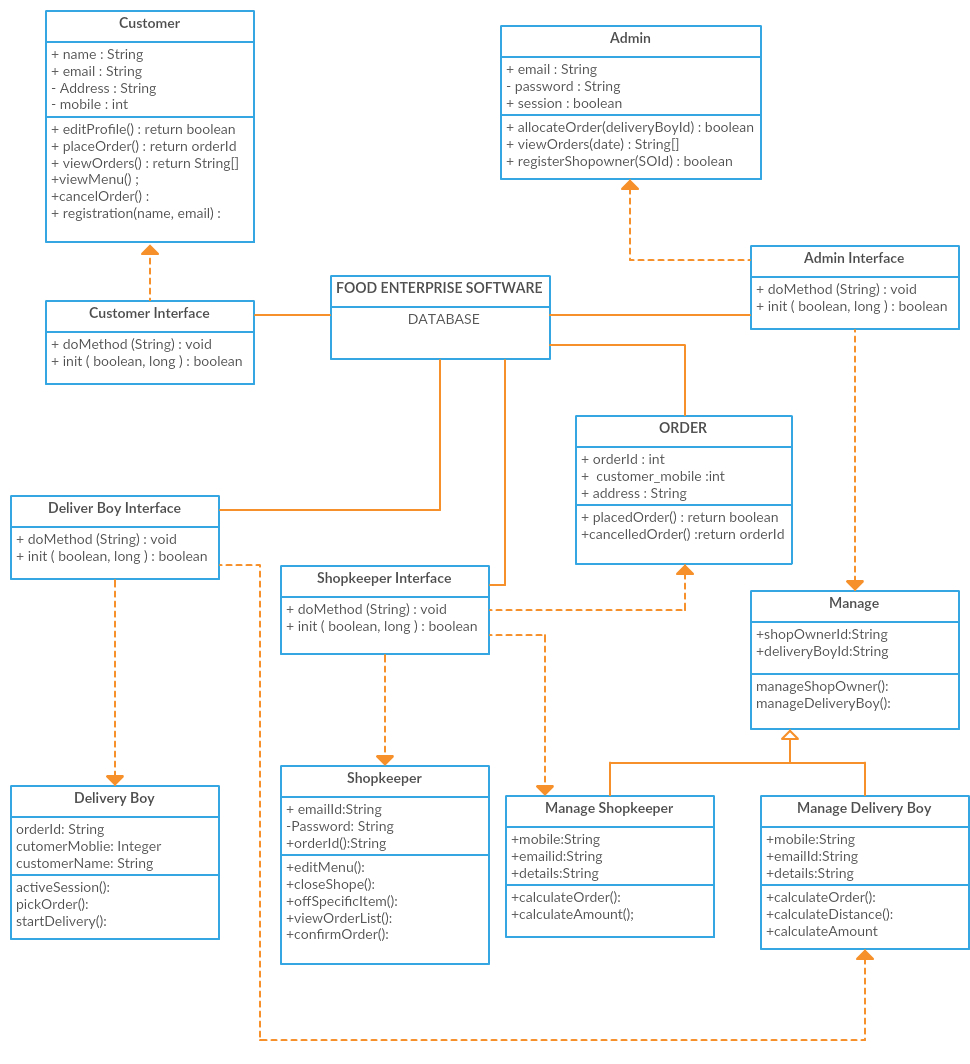 Customer
+ name : String
+ email : String
- Address : String
- mobile : int
+ editProfile() : return boolean
+ placeOrder() : return orderId
+ viewOrders() : return String[]
+viewMenu() ;
+cancelOrder() :
+ registration(name, email) :
Admin
+ email : String
- password : String
+ session : boolean
+ allocateOrder(deliveryBoyId) : boolean
+ viewOrders(date) : String[]
+ registerShopowner(SOId) : boolean
Customer Interface
+ doMethod (String) : void
+ init ( boolean, long ) : boolean
FOOD ENTERPRISE SOFTWARE
DATABASE
Admin Interface
+ doMethod (String) : void
+ init ( boolean, long ) : boolean
ORDER
+ orderId : int
+ customer_mobile :int
+ address : String
+ placedOrder() : return boolean
+cancelledOrder() :return orderId
Deliver Boy Interface
+ doMethod (String) : void
+ init ( boolean, long ) : boolean
Shopkeeper Interface
+ doMethod (String) : void
+ init ( boolean, long ) : boolean
Manage
+shopOwnerId:String
+deliveryBoyId:String
manageShopOwner():
manageDeliveryBoy():
Delivery Boy
orderId: String
cutomerMoblie: Integer
customerName: String
activeSession():
pickOrder():
startDelivery():
Shopkeeper
+ emailId:String
-Password: String
+orderId():String
+editMenu():
+closeShope():
+offSpecificItem():
+viewOrderList():
+confirmOrder():
Manage Shopkeeper
+mobile:String
+emailid:String
+details:String
+calculateOrder():
+calculateAmount();
Manage Delivery Boy
+mobile:String
+emailId:String
+details:String
+calculateOrder():
+calculateDistance():
+calculateAmount